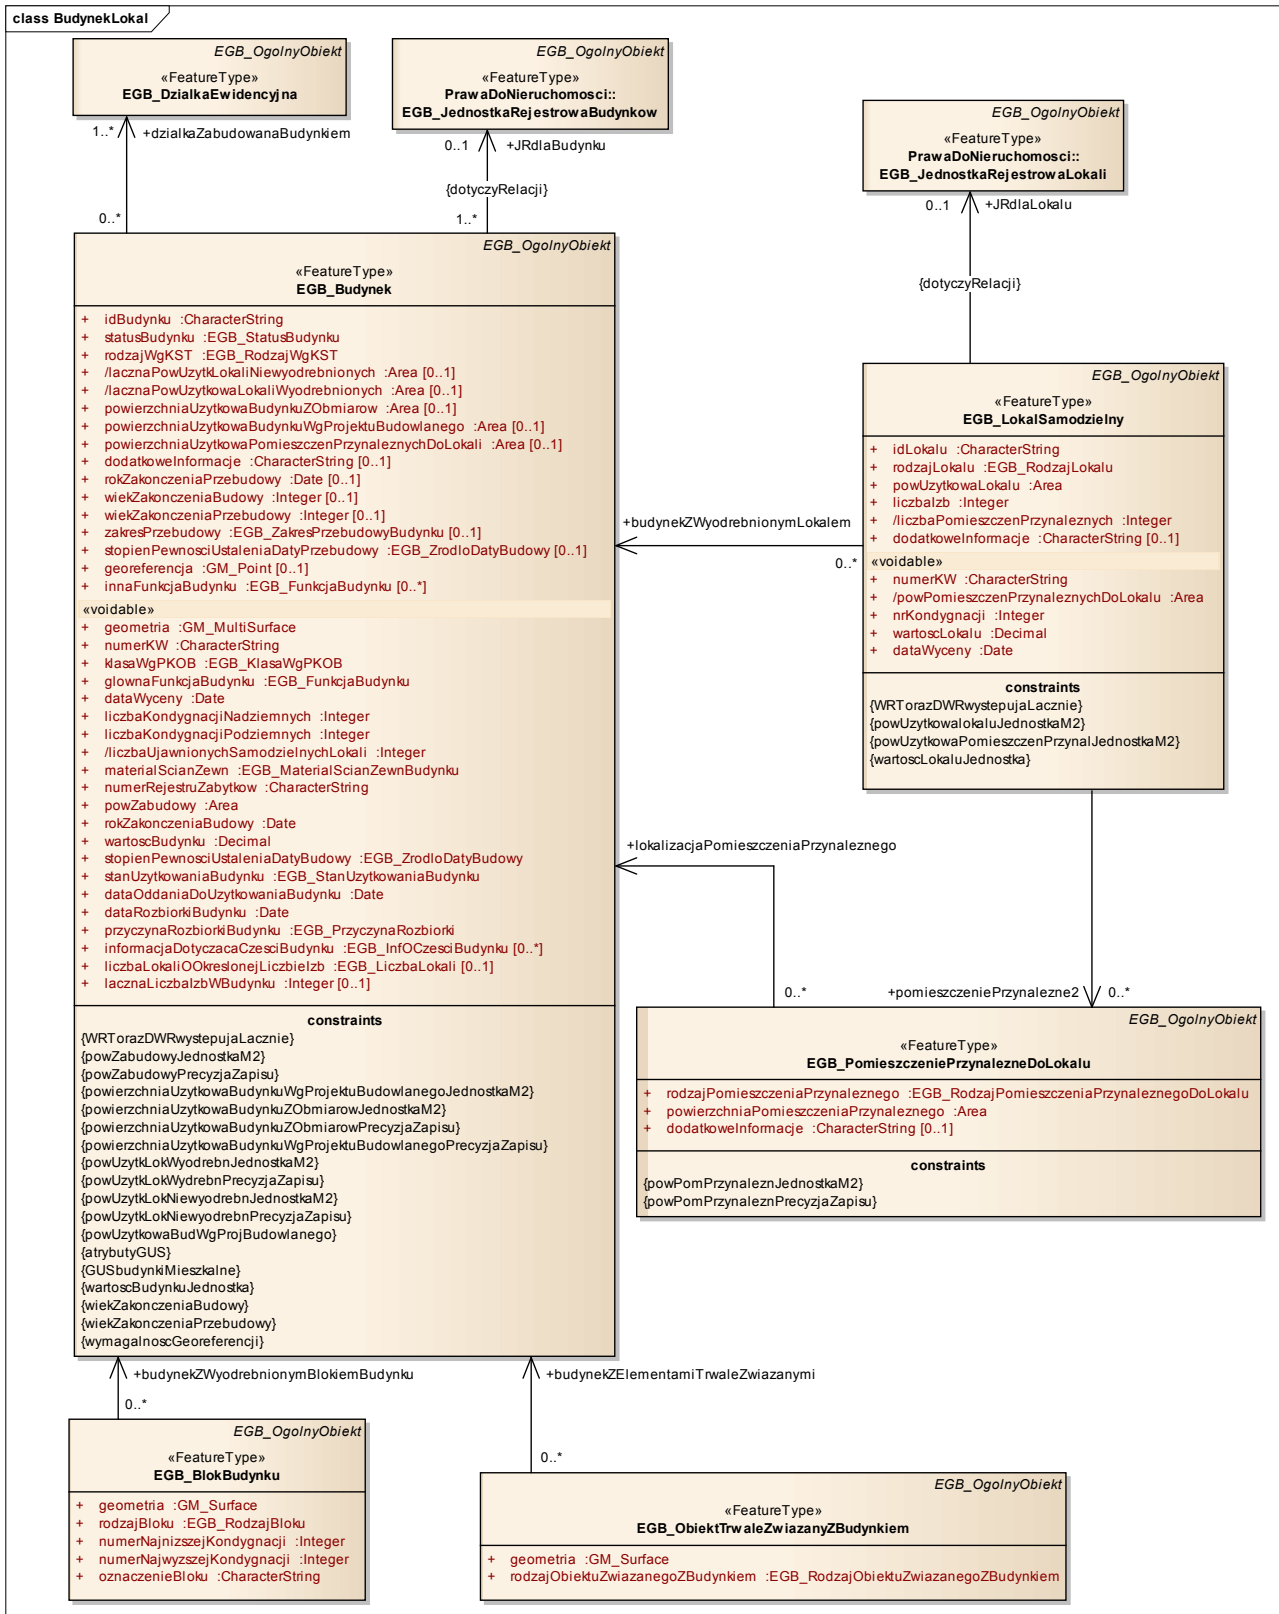 class BudynekLokal
EGB_OgolnyObiekt
«FeatureType»
EGB_DzialkaEwidencyjna
EGB_OgolnyObiekt
«FeatureType»
PrawaDoNieruchomosci::
EGB_JednostkaRejestrowaBudynkow
EGB_OgolnyObiekt
«FeatureType»
PrawaDoNieruchomosci::
EGB_JednostkaRejestrowaLokali
1..*
+dzialkaZabudowanaBudynkiem
0..*
0..1
+JRdlaBudynku
{dotyczyRelacji}
1..*
0..1
+JRdlaLokalu
{dotyczyRelacji}
EGB_OgolnyObiekt
«FeatureType»
EGB_Budynek
+ idBudynku :CharacterString
+ statusBudynku :EGB_StatusBudynku
+ rodzajWgKST :EGB_RodzajWgKST
+ /lacznaPowUzytkLokaliNiewyodrebnionych :Area [0..1]
+ /lacznaPowUzytkowaLokaliWyodrebnionych :Area [0..1]
+ powierzchniaUzytkowaBudynkuZObmiarow :Area [0..1]
+ powierzchniaUzytkowaBudynkuWgProjektuBudowlanego :Area [0..1]
+ powierzchniaUzytkowaPomieszczenPrzynaleznychDoLokali :Area [0..1]
+ dodatkoweInformacje :CharacterString [0..1]
+ rokZakonczeniaPrzebudowy :Date [0..1]
+ wiekZakonczeniaBudowy :Integer [0..1]
+ wiekZakonczeniaPrzebudowy :Integer [0..1]
+ zakresPrzebudowy :EGB_ZakresPrzebudowyBudynku [0..1]
+ stopienPewnosciUstaleniaDatyPrzebudowy :EGB_ZrodloDatyBudowy [0..1]
+ georeferencja :GM_Point [0..1]
+ innaFunkcjaBudynku :EGB_FunkcjaBudynku [0..*]
«voidable»
+ geometria :GM_MultiSurface
+ numerKW :CharacterString
+ klasaWgPKOB :EGB_KlasaWgPKOB
+ glownaFunkcjaBudynku :EGB_FunkcjaBudynku
+ dataWyceny :Date
+ liczbaKondygnacjiNadziemnych :Integer
+ liczbaKondygnacjiPodziemnych :Integer
+ /liczbaUjawnionychSamodzielnychLokali :Integer
+ materialScianZewn :EGB_MaterialScianZewnBudynku
+ numerRejestruZabytkow :CharacterString
+ powZabudowy :Area
+ rokZakonczeniaBudowy :Date
+ wartoscBudynku :Decimal
+ stopienPewnosciUstaleniaDatyBudowy :EGB_ZrodloDatyBudowy
+ stanUzytkowaniaBudynku :EGB_StanUzytkowaniaBudynku
+ dataOddaniaDoUzytkowaniaBudynku :Date
+ dataRozbiorkiBudynku :Date
+ przyczynaRozbiorkiBudynku :EGB_PrzyczynaRozbiorki
+ informacjaDotyczacaCzesciBudynku :EGB_InfOCzesciBudynku [0..*]
+ liczbaLokaliOOkreslonejLiczbieIzb :EGB_LiczbaLokali [0..1]
+ lacznaLiczbaIzbWBudynku :Integer [0..1]
constraints
{WRTorazDWRwystepujaLacznie}
{powZabudowyJednostkaM2}
{powZabudowyPrecyzjaZapisu}
{powierzchniaUzytkowaBudynkuWgProjektuBudowlanegoJednostkaM2}
{powierzchniaUzytkowaBudynkuZObmiarowJednostkaM2}
{powierzchniaUzytkowaBudynkuZObmiarowPrecyzjaZapisu}
{powierzchniaUzytkowaBudynkuWgProjektuBudowlanegoPrecyzjaZapisu}
{powUzytkLokWyodrebnJednostkaM2}
{powUzytkLokWydrebnPrecyzjaZapisu}
{powUzytkLokNiewyodrebnJednostkaM2}
{powUzytkLokNiewyodrebnPrecyzjaZapisu}
{powUzytkowaBudWgProjBudowlanego}
{atrybutyGUS}
{GUSbudynkiMieszkalne}
{wartoscBudynkuJednostka}
{wiekZakonczeniaBudowy}
{wiekZakonczeniaPrzebudowy}
{wymagalnoscGeoreferencji}
+budynekZWyodrebnionymLokalem
0..*
EGB_OgolnyObiekt
«FeatureType»
EGB_LokalSamodzielny
+ idLokalu :CharacterString
+ rodzajLokalu :EGB_RodzajLokalu
+ powUzytkowaLokalu :Area
+ liczbaIzb :Integer
+ /liczbaPomieszczenPrzynaleznych :Integer
+ dodatkoweInformacje :CharacterString [0..1]
«voidable»
+ numerKW :CharacterString
+ /powPomieszczenPrzynaleznychDoLokalu :Area
+ nrKondygnacji :Integer
+ wartoscLokalu :Decimal
+ dataWyceny :Date
constraints
{WRTorazDWRwystepujaLacznie}
{powUzytkowalokaluJednostkaM2}
{powUzytkowaPomieszczenPrzynalJednostkaM2}
{wartoscLokaluJednostka}
+lokalizacjaPomieszczeniaPrzynaleznego
0..*
+pomieszczeniePrzynalezne2
0..*
EGB_OgolnyObiekt
«FeatureType»
EGB_PomieszczeniePrzynalezneDoLokalu
+ rodzajPomieszczeniaPrzynaleznego :EGB_RodzajPomieszczeniaPrzynaleznegoDoLokalu
+ powierzchniaPomieszczeniaPrzynaleznego :Area
+ dodatkoweInformacje :CharacterString [0..1]
constraints
{powPomPrzynaleznJednostkaM2}
{powPomPrzynaleznPrecyzjaZapisu}
+budynekZWyodrebnionymBlokiemBudynku
0..*
+budynekZElementamiTrwaleZwiazanymi
0..*
EGB_OgolnyObiekt
«FeatureType»
EGB_BlokBudynku
+ geometria :GM_Surface
+ rodzajBloku :EGB_RodzajBloku
+ numerNajnizszejKondygnacji :Integer
+ numerNajwyzszejKondygnacji :Integer
+ oznaczenieBloku :CharacterString
EGB_OgolnyObiekt
«FeatureType»
EGB_ObiektTrwaleZwiazanyZBudynkiem
+ geometria :GM_Surface
+ rodzajObiektuZwiazanegoZBudynkiem :EGB_RodzajObiektuZwiazanegoZBudynkiem